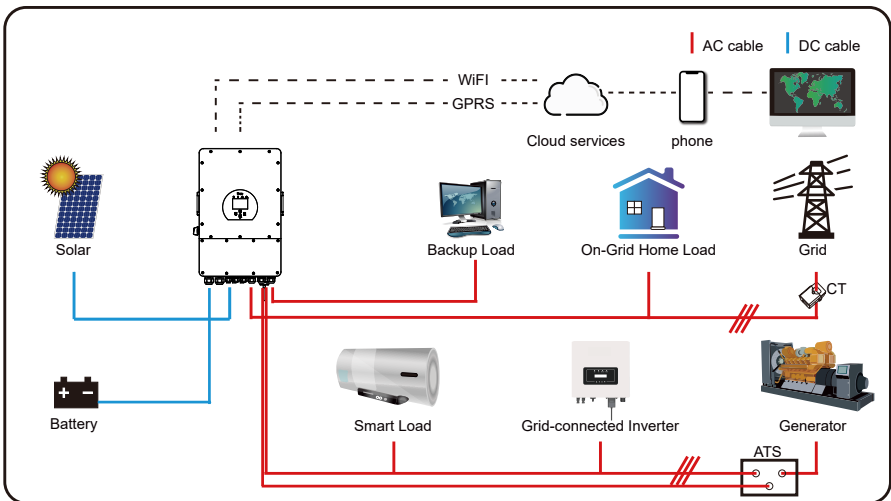 AC cable
DC cable
WiFI
GPRS
Cloud services
phone
Solar
Backup Load
On-Grid Home Load
Grid
CT
Battery
Smart Load
Grid-connected Inverter
Generator
ATS